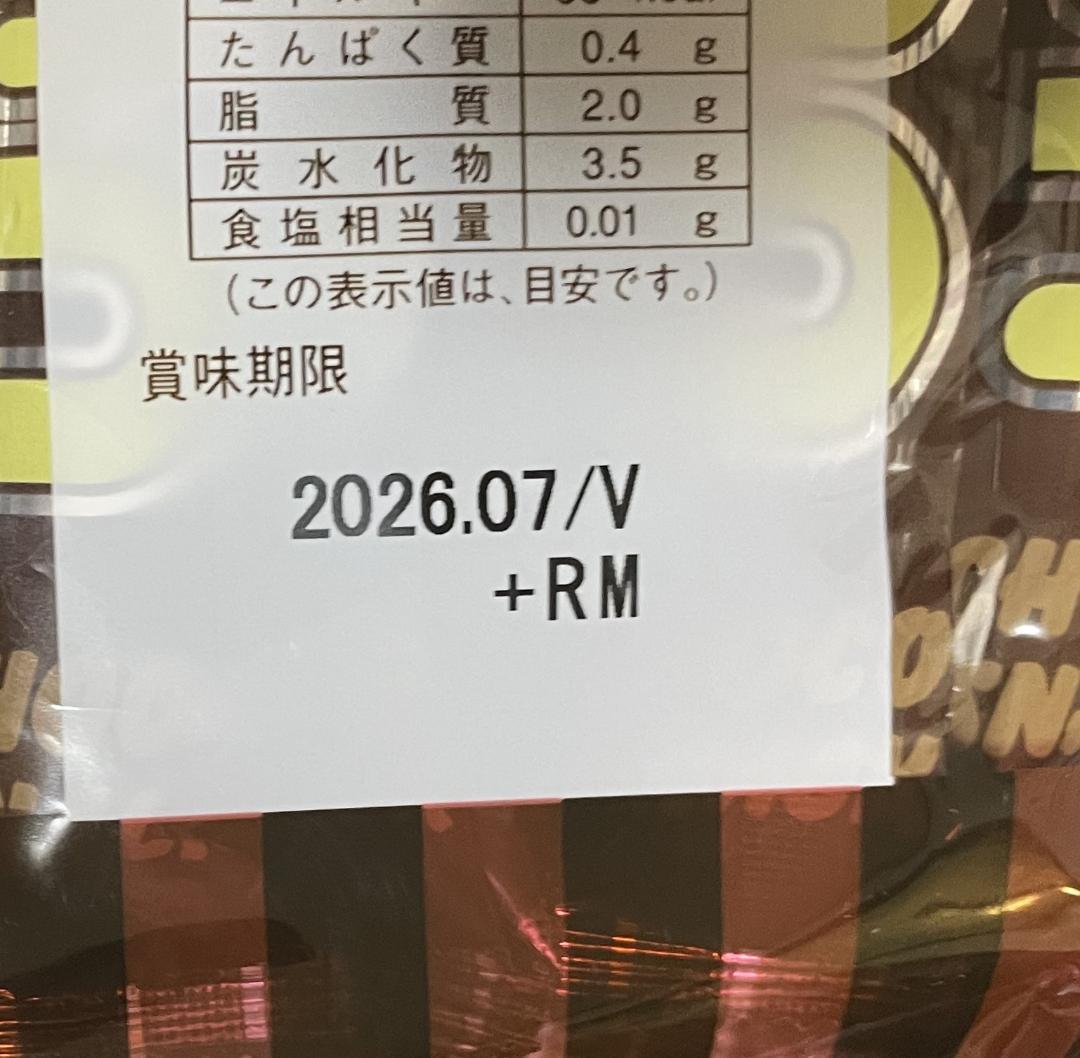 たんぱく質 0.4 g
脂質 2.0 g
炭水化物 3.5 g
食塩相当量 0.01 g
(この表示値は、目安です。)
賞味期限
2026.07/V
+RM